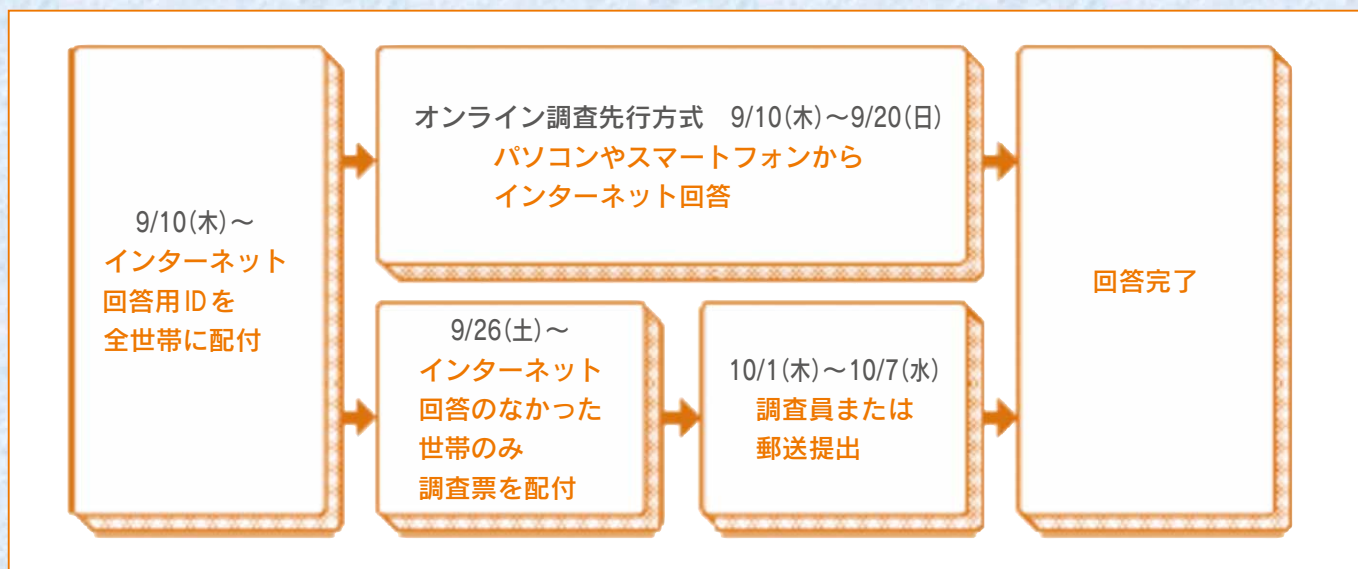 9/10(木)～
インターネット
回答用IDを
全世帯に配付
オンライン調査先行方式　9/10(木)～9/20(日)
パソコンやスマートフォンから
インターネット回答
9/26(土)～
インターネット
回答のなかった
世帯のみ
調査票を配付
10/1(木)～10/7(水)
調査員または
郵送提出
回答完了